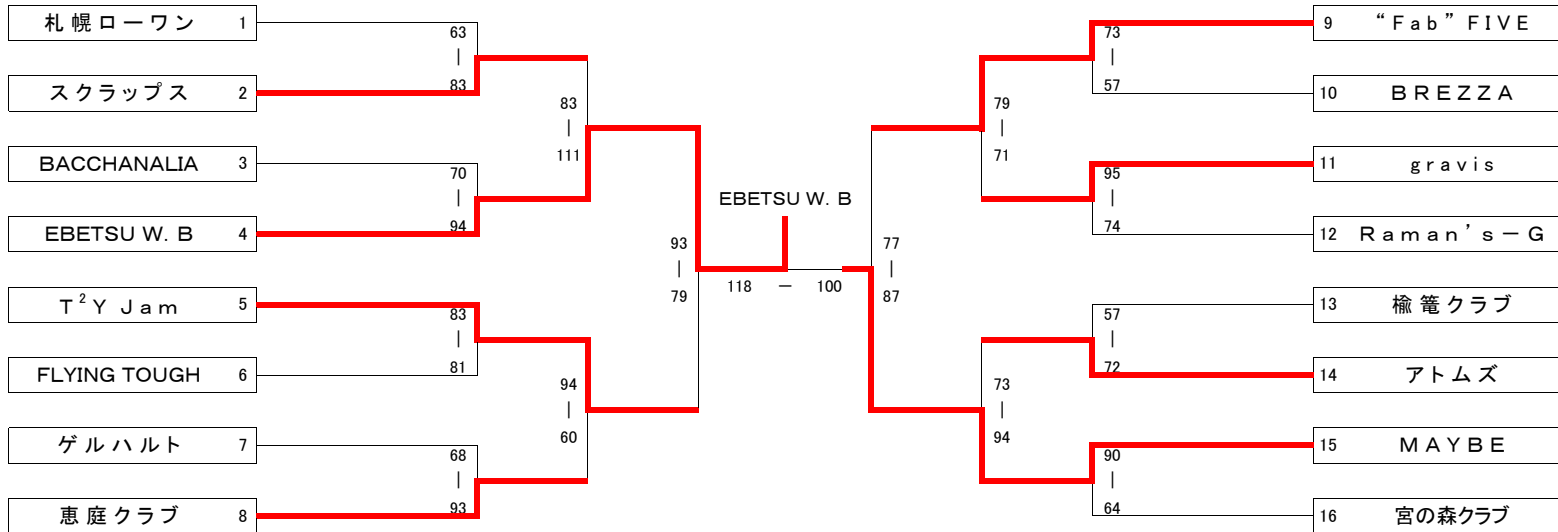 札幌ローワン 1
スクラップス 2
BACCHANALIA 3
EBETSU W. B 4
T²Y Jam 5
FLYING TOUGH 6
ゲルハルト 7
恵庭クラブ 8
63
|
83
70
|
94
83
|
81
68
|
93
83
|
111
94
|
60
93
|
79
EBETSU W. B
118 － 100
77
|
87
79
|
71
73
|
94
73
|
57
95
|
74
57
|
72
90
|
64
9 “Fab” FIVE
10 BREZZA
11 gravis
12 Raman's－G
13 楡篭クラブ
14 アトムズ
15 MAYBE
16 宮の森クラブ